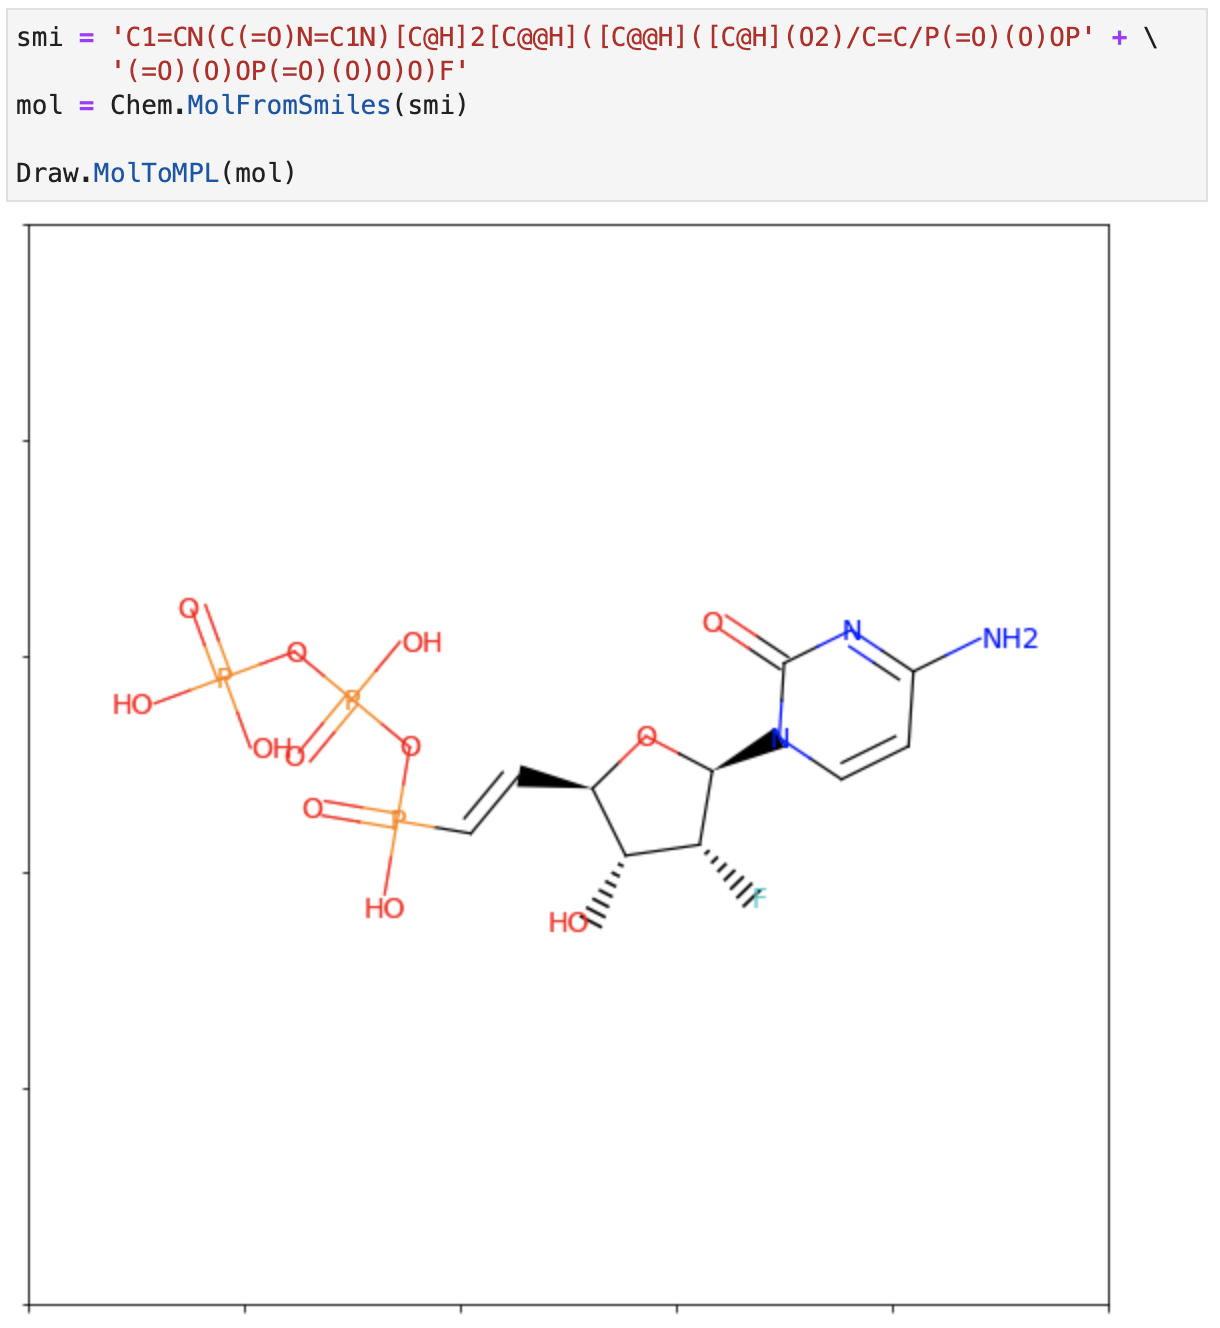 smi = 'C1=CN(C(=O)N=C1N)[C@H]2[C@@H]([C@@H]([C@H](O2)/C=C/P(=O)(O)OP' + \
'(=O)(O)OP(=O)(O)O)O)F'
mol = Chem.MolFromSmiles(smi)
Draw.MolToMPL(mol)
O
O
N
NH2
O
OH
P
P
HO
O
N
OH
O
O
O
O
P
F
HO
HO